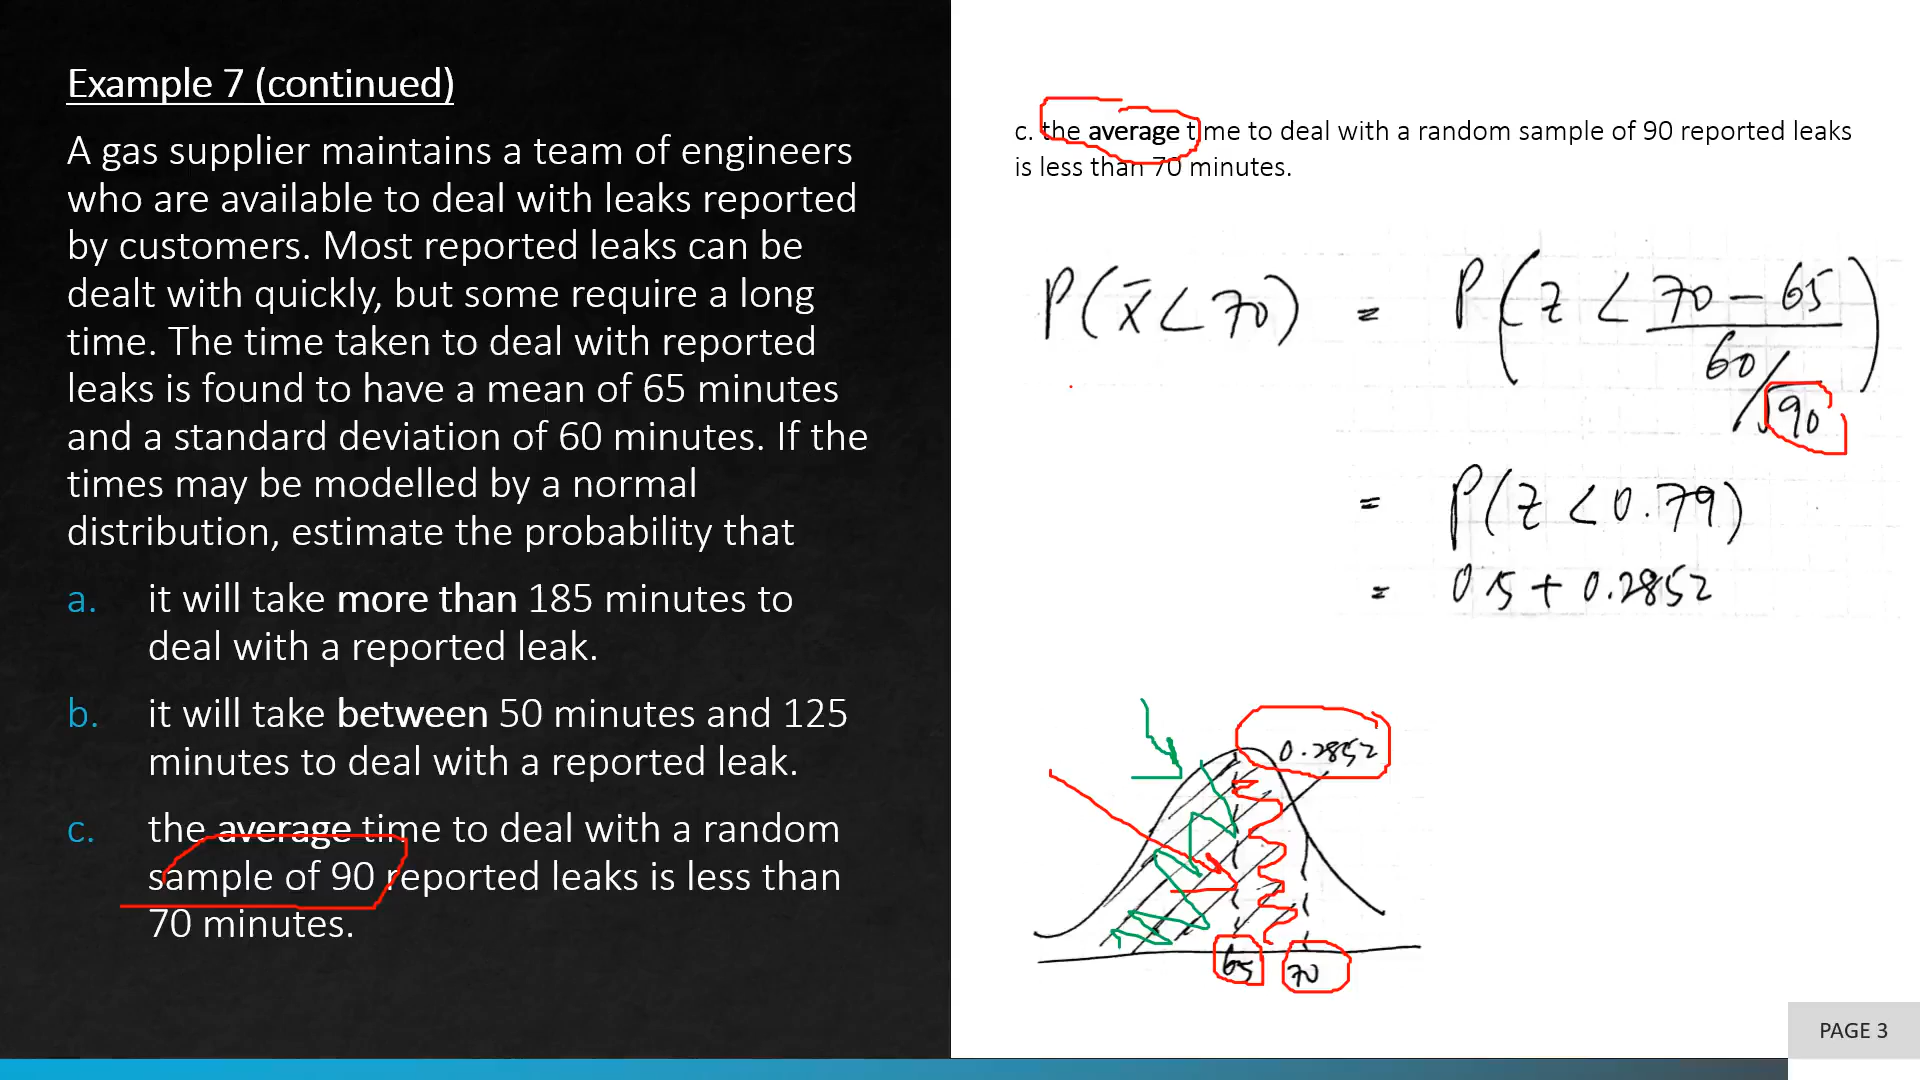 Example 7 (continued)
A gas supplier maintains a team of engineers
who are available to deal with leaks reported
by customers. Most reported leaks can be
dealt with quickly, but some require a long
time. The time taken to deal with reported
leaks is found to have a mean of 65 minutes
and a standard deviation of 60 minutes. If the
times may be modelled by a normal
distribution, estimate the probability that
a. it will take more than 185 minutes to
deal with a reported leak.
b. it will take between 50 minutes and 125
minutes to deal with a reported leak.
c. the average time to deal with a random
sample of 90 reported leaks is less than
70 minutes.
c. the average time to deal with a random sample of 90 reported leaks
is less than 70 minutes.
P(x̄ < 70) = P(Z < 70 - 65
60/√90)
= P(Z < 0.79)
= 0.5 + 0.2852
0.2852
65 70
PAGE 3